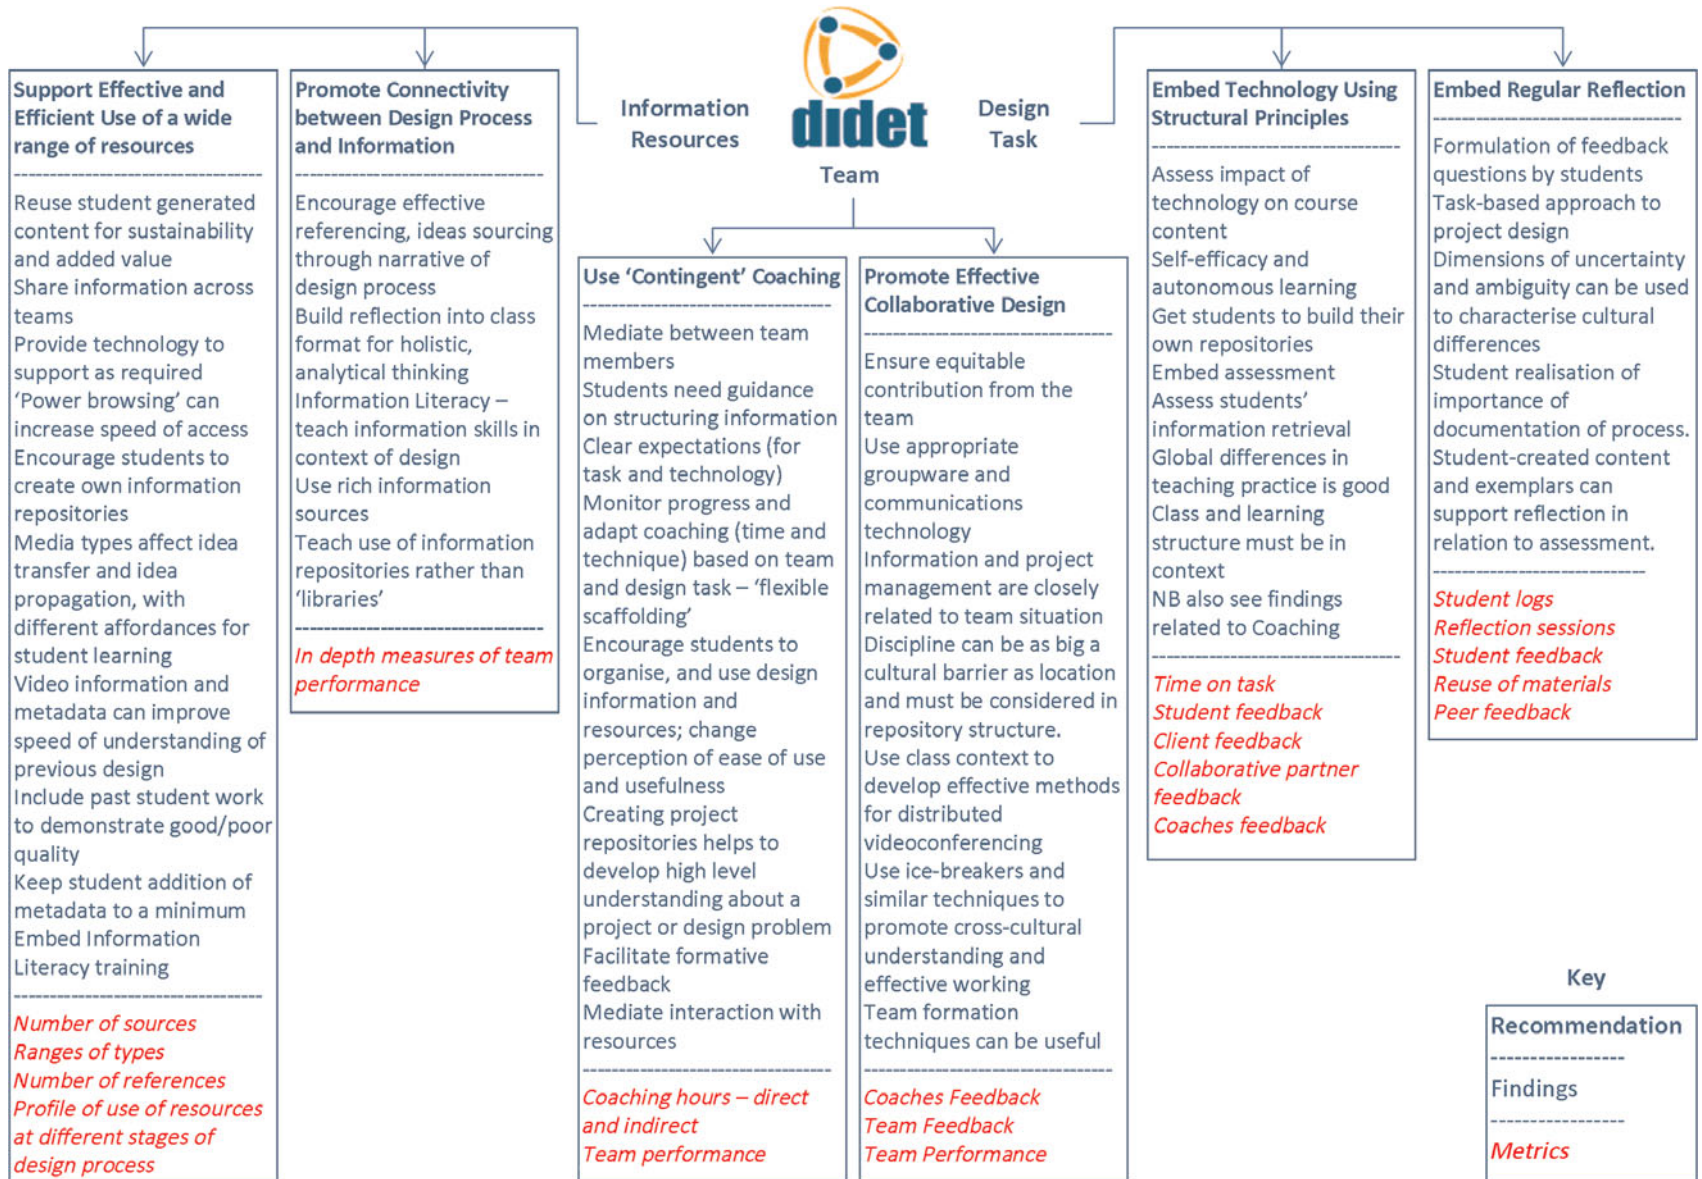 didet
Information
Resources
Design
Task
Team
Support Effective and
Efficient Use of a wide
range of resources
---------------------------------
Reuse student generated
content for sustainability
and added value
Share information across
teams
Provide technology to
support as required
‘Power browsing’ can
increase speed of access
Encourage students to
create own information
repositories
Media types affect idea
transfer and idea
propagation, with
different affordances for
student learning
Video information and
metadata can improve
speed of understanding of
previous design
Include past student work
to demonstrate good/poor
quality
Keep student addition of
metadata to a minimum
Embed Information
Literacy training
---------------------------------
Number of sources
Ranges of types
Number of references
Profile of use of resources
at different stages of
design process
Promote Connectivity
between Design Process
and Information
---------------------------------
Encourage effective
referencing, ideas sourcing
through narrative of
design process
Build reflection into class
format for holistic,
analytical thinking
Information Literacy –
teach information skills in
context of design
Use rich information
sources
Teach use of information
repositories rather than
‘libraries’
---------------------------------
In depth measures of team
performance
Use ‘Contingent’ Coaching
---------------------------------
Mediate between team
members
Students need guidance
on structuring information
Clear expectations (for
task and technology)
Monitor progress and
adapt coaching (time and
technique) based on team
and design task – ‘flexible
scaffolding’
Encourage students to
organise, and use design
information and
resources; change
perception of ease of use
and usefulness
Creating project
repositories helps to
develop high level
understanding about a
project or design problem
Facilitate formative
feedback
Mediate interaction with
resources
---------------------------------
Coaching hours – direct
and indirect
Team performance
Promote Effective
Collaborative Design
---------------------------------
Ensure equitable
contribution from the
team
Use appropriate
groupware and
communications
technology
Information and project
management are closely
related to team situation
Discipline can be as big a
cultural barrier as location
and must be considered in
repository structure.
Use class context to
develop effective methods
for distributed
videoconferencing
Use ice-breakers and
similar techniques to
promote cross-cultural
understanding and
effective working
Team formation
techniques can be useful
---------------------------------
Coaches Feedback
Team Feedback
Team Performance
Embed Technology Using
Structural Principles
---------------------------------
Assess impact of
technology on course
content
Self-efficacy and
autonomous learning
Get students to build their
own repositories
Embed assessment
Assess students’
information retrieval
Global differences in
teaching practice is good
Class and learning
structure must be in
context
NB also see findings
related to Coaching
---------------------------------
Time on task
Student feedback
Client feedback
Collaborative partner
feedback
Coaches feedback
Embed Regular Reflection
---------------------------------
Formulation of feedback
questions by students
Task-based approach to
project design
Dimensions of uncertainty
and ambiguity can be used
to characterise cultural
differences
Student realisation of
importance of
documentation of process.
Student-created content
and exemplars can
support reflection in
relation to assessment.
----------------------------
Student logs
Reflection sessions
Student feedback
Reuse of materials
Peer feedback
Key
Recommendation
-----------------
Findings
-----------------
Metrics